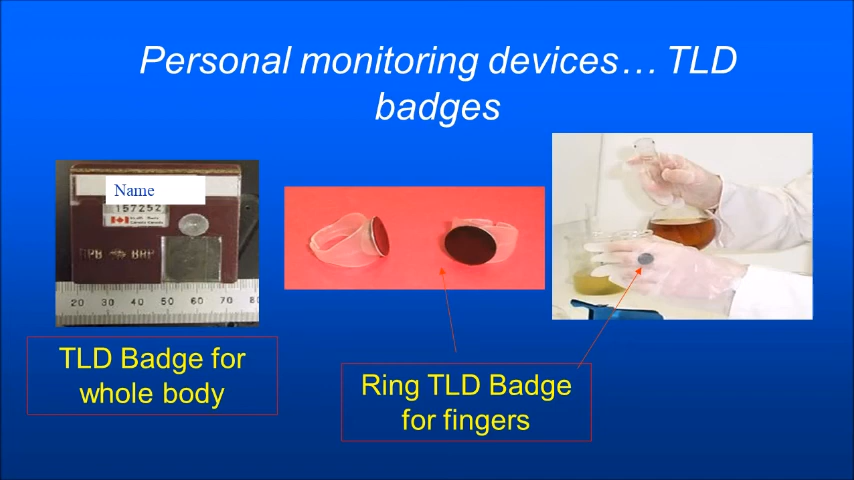 Personal monitoring devices… TLD
badges
Name
157252
20 30 40 50 60 70 80
TLD Badge for
whole body
Ring TLD Badge
for fingers